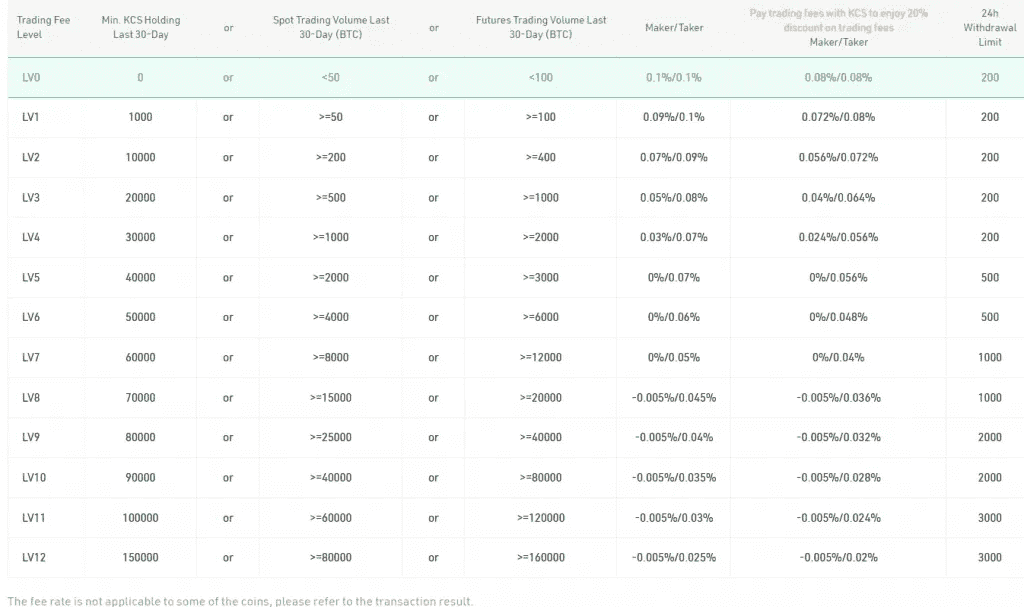 Trading Fee Level Min. KCS Holding Last 30-Day or Spot Trading Volume Last 30-Day (BTC) or Futures Trading Volume Last 30-Day (BTC) Maker/Taker Pay trading fees with KCS to enjoy 20% discount on trading fees Maker/Taker 24h Withdrawal Limit
LV0 0 or <50 or <100 0.1%/0.1% 0.08%/0.08% 200
LV1 1000 or >=50 or >=100 0.09%/0.1% 0.072%/0.08% 200
LV2 10000 or >=200 or >=400 0.07%/0.09% 0.056%/0.072% 200
LV3 20000 or >=500 or >=1000 0.05%/0.08% 0.04%/0.064% 200
LV4 30000 or >=1000 or >=2000 0.03%/0.07% 0.024%/0.056% 200
LV5 40000 or >=2000 or >=3000 0%/0.07% 0%/0.056% 500
LV6 50000 or >=4000 or >=6000 0%/0.06% 0%/0.048% 500
LV7 60000 or >=8000 or >=12000 0%/0.05% 0%/0.04% 1000
LV8 70000 or >=15000 or >=20000 -0.005%/0.045% -0.005%/0.036% 1000
LV9 80000 or >=25000 or >=40000 -0.005%/0.04% -0.005%/0.032% 2000
LV10 90000 or >=40000 or >=80000 -0.005%/0.035% -0.005%/0.028% 2000
LV11 100000 or >=60000 or >=120000 -0.005%/0.03% -0.005%/0.024% 3000
LV12 150000 or >=80000 or >=160000 -0.005%/0.025% -0.005%/0.02% 3000
The fee rate is not applicable to some of the coins, please refer to the transaction result.